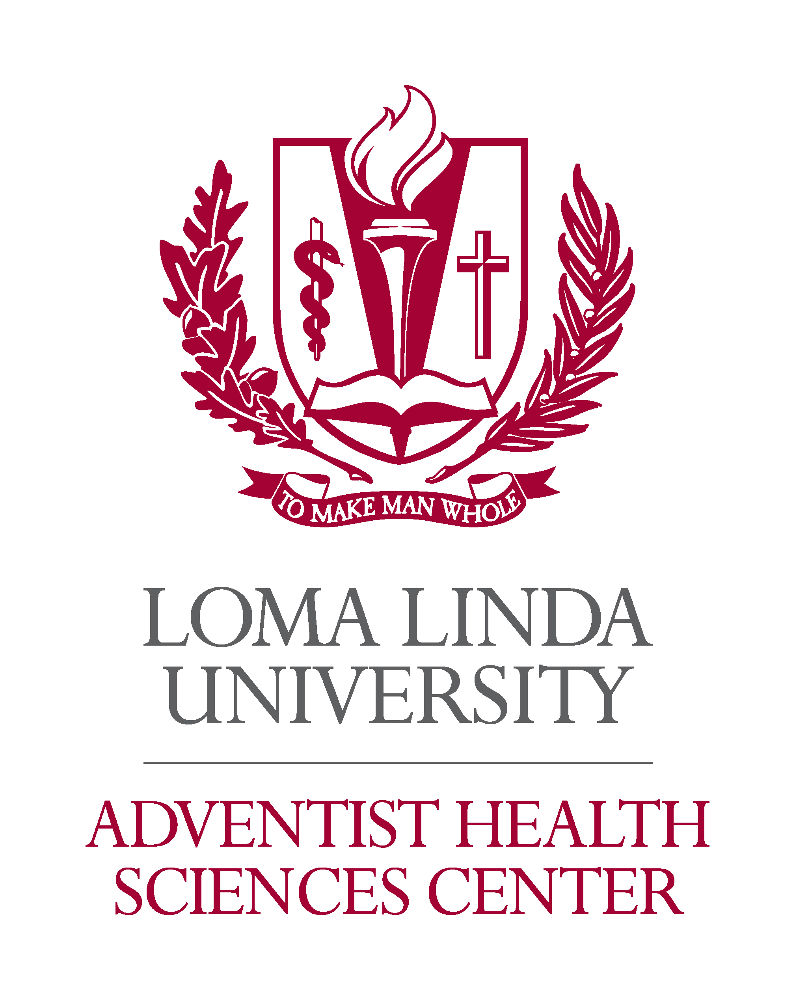 TO MAKE MAN WHOLE
LOMA LINDA
UNIVERSITY
ADVENTIST HEALTH
SCIENCES CENTER